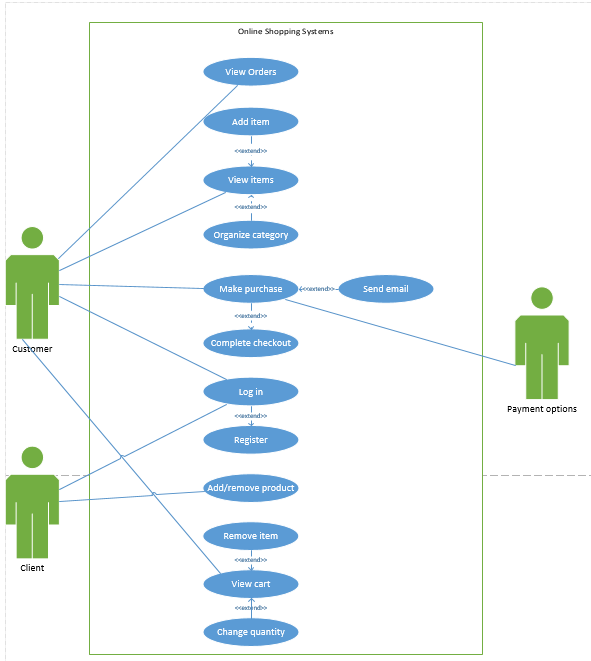 Online Shopping Systems
View Orders
Add item
<<extend>>
View items
<<extend>>
Organize category
Make purchase
<<extend>>
Send email
<<extend>>
Complete checkout
Customer
Payment options
Log in
<<extend>>
Register
Add/remove product
Remove item
<<extend>>
Client
View cart
<<extend>>
Change quantity